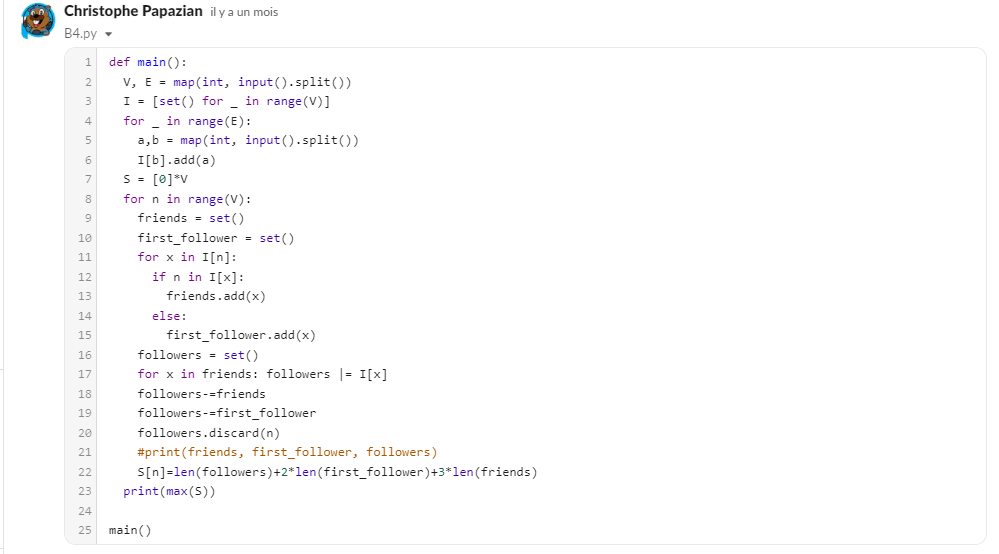 Christophe Papazian il y a un mois
B4.py
1 def main():
2 V, E = map(int, input().split())
3 I = [set() for _ in range(V)]
4 for _ in range(E):
5 a,b = map(int, input().split())
6 I[b].add(a)
7 S = [0]*V
8 for n in range(V):
9 friends = set()
10 first_follower = set()
11 for x in I[n]:
12 if n in I[x]:
13 friends.add(x)
14 else:
15 first_follower.add(x)
16 followers = set()
17 for x in friends: followers |= I[x]
18 followers-=friends
19 followers-=first_follower
20 followers.discard(n)
21 #print(friends, first_follower, followers)
22 S[n]=len(followers)+2*len(first_follower)+3*len(friends)
23 print(max(S))
24
25 main()